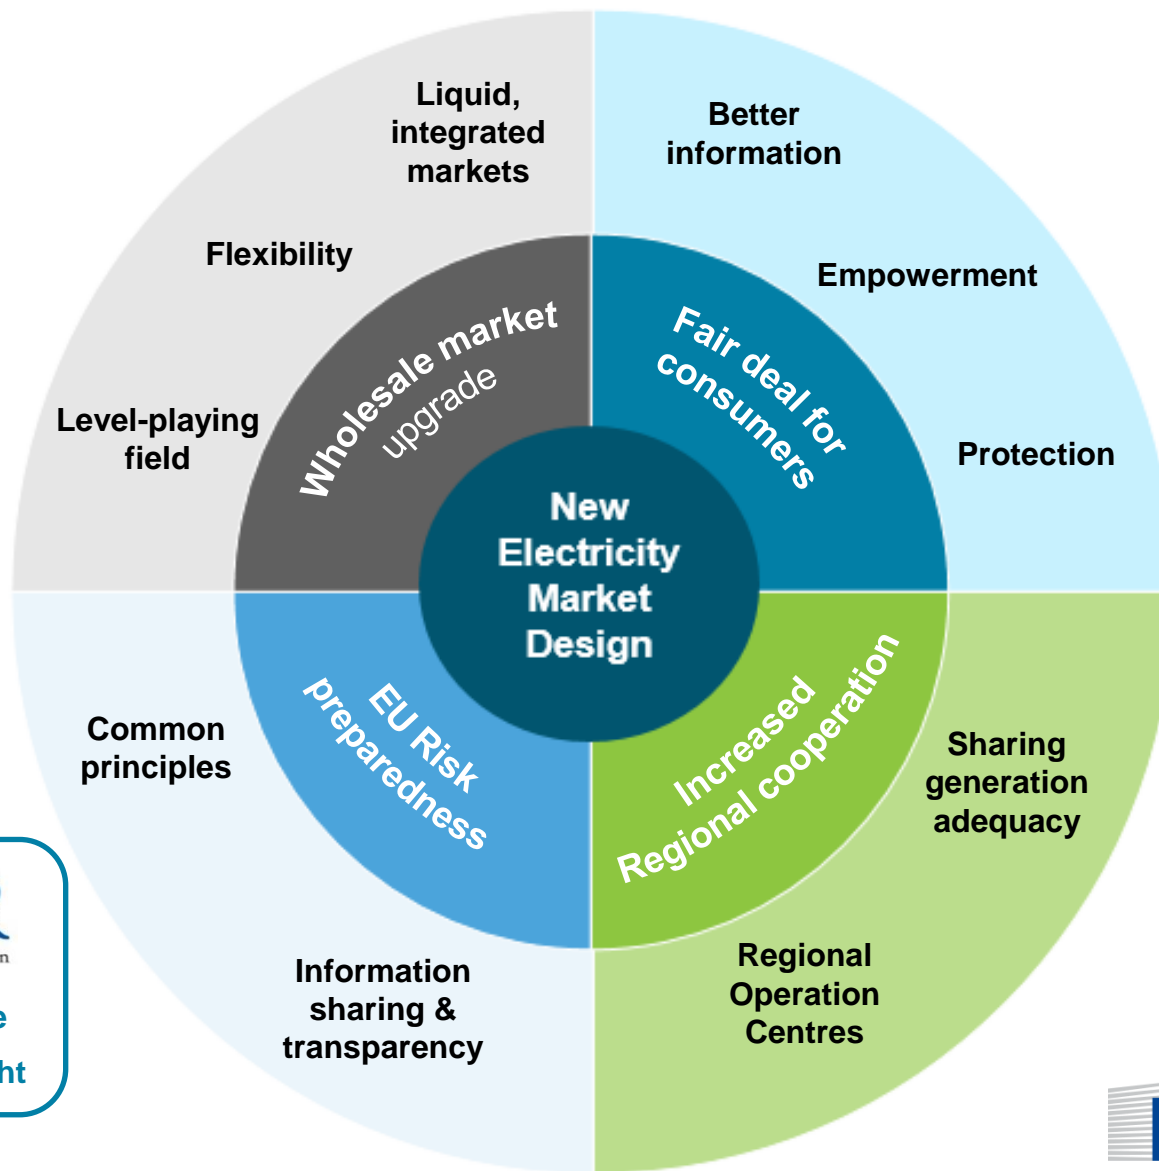 Liquid,
integrated
markets
Flexibility
Level-playing
field
Wholesale market
upgrade
Better
information
Empowerment
Protection
Fair deal for
consumers
New
Electricity
Market
Design
EU Risk
preparedness
Common
principles
Information
sharing &
transparency
Increased
Regional cooperation
Sharing
generation
adequacy
Regional
Operation
Centres